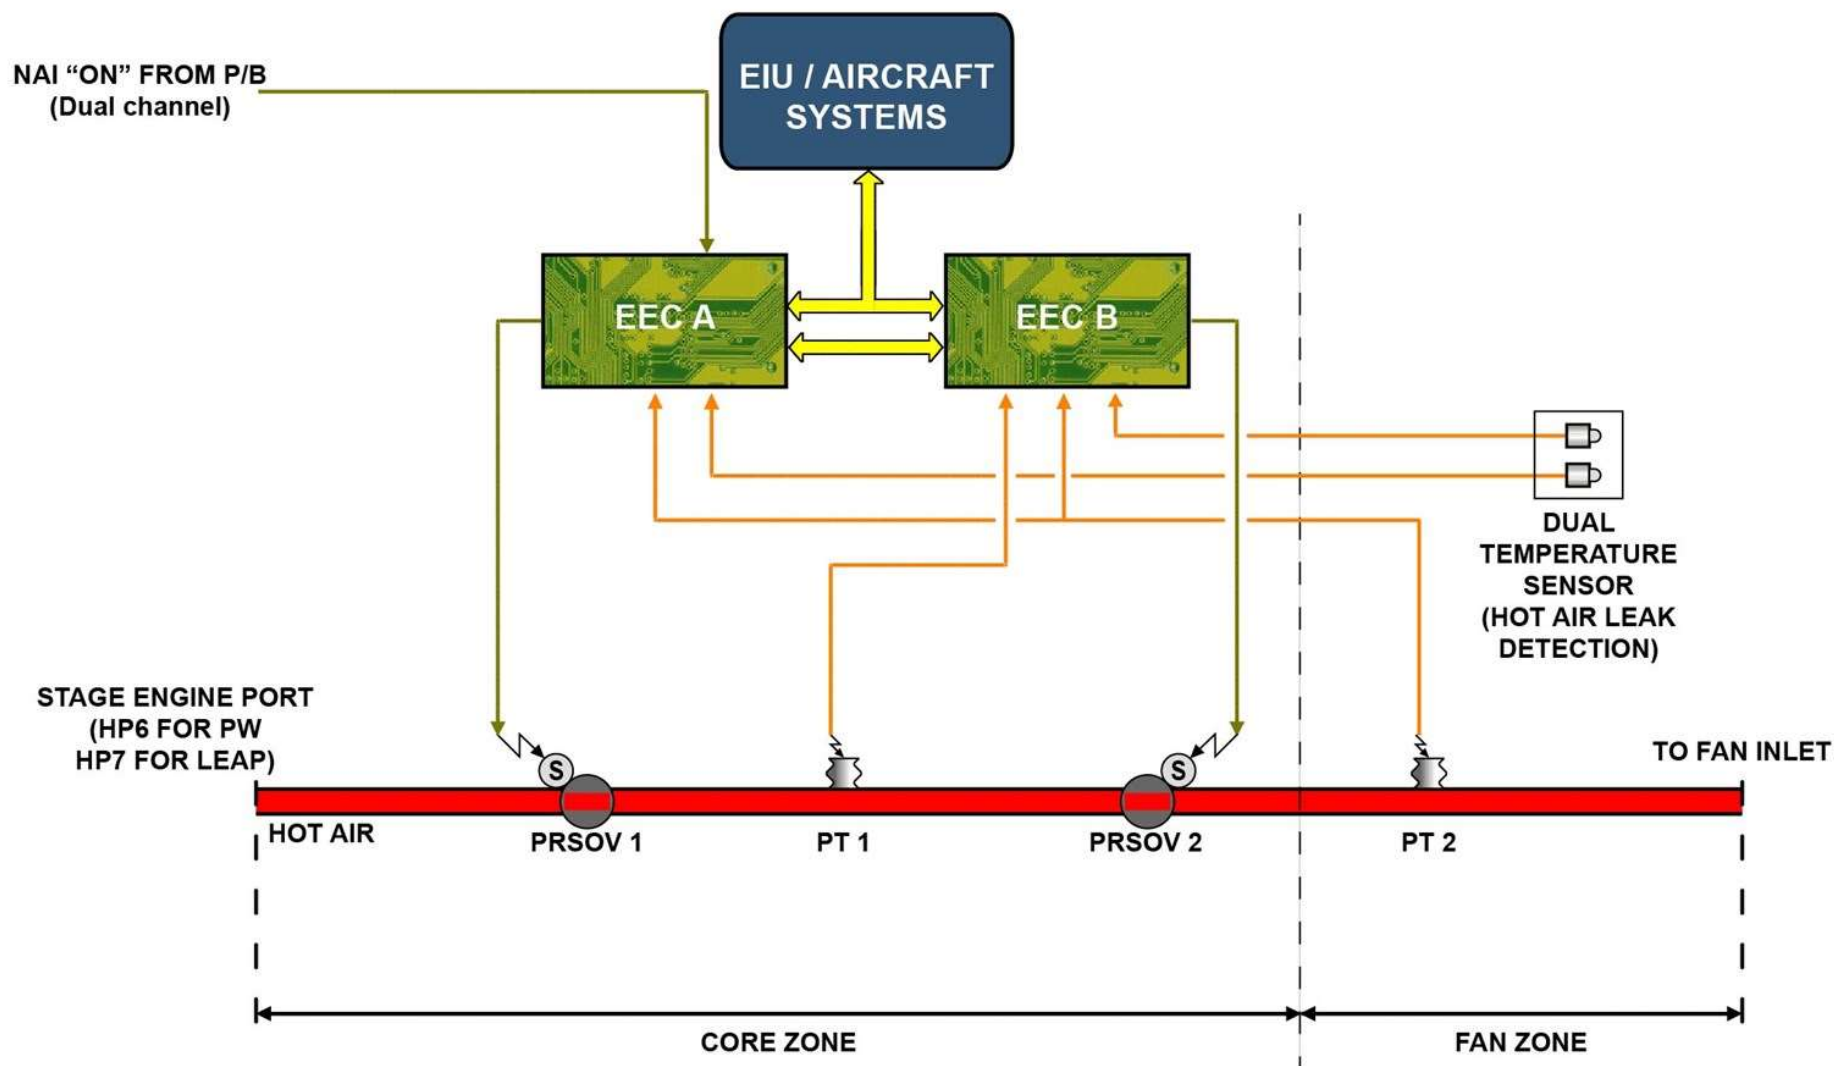 NAI “ON” FROM P/B
(Dual channel)
EIU / AIRCRAFT
SYSTEMS
EEC A
EEC B
DUAL
TEMPERATURE
SENSOR
(HOT AIR LEAK
DETECTION)
STAGE ENGINE PORT
(HP6 FOR PW
HP7 FOR LEAP)
TO FAN INLET
S
S
HOT AIR
PRSOV 1
PT 1
PRSOV 2
PT 2
CORE ZONE
FAN ZONE